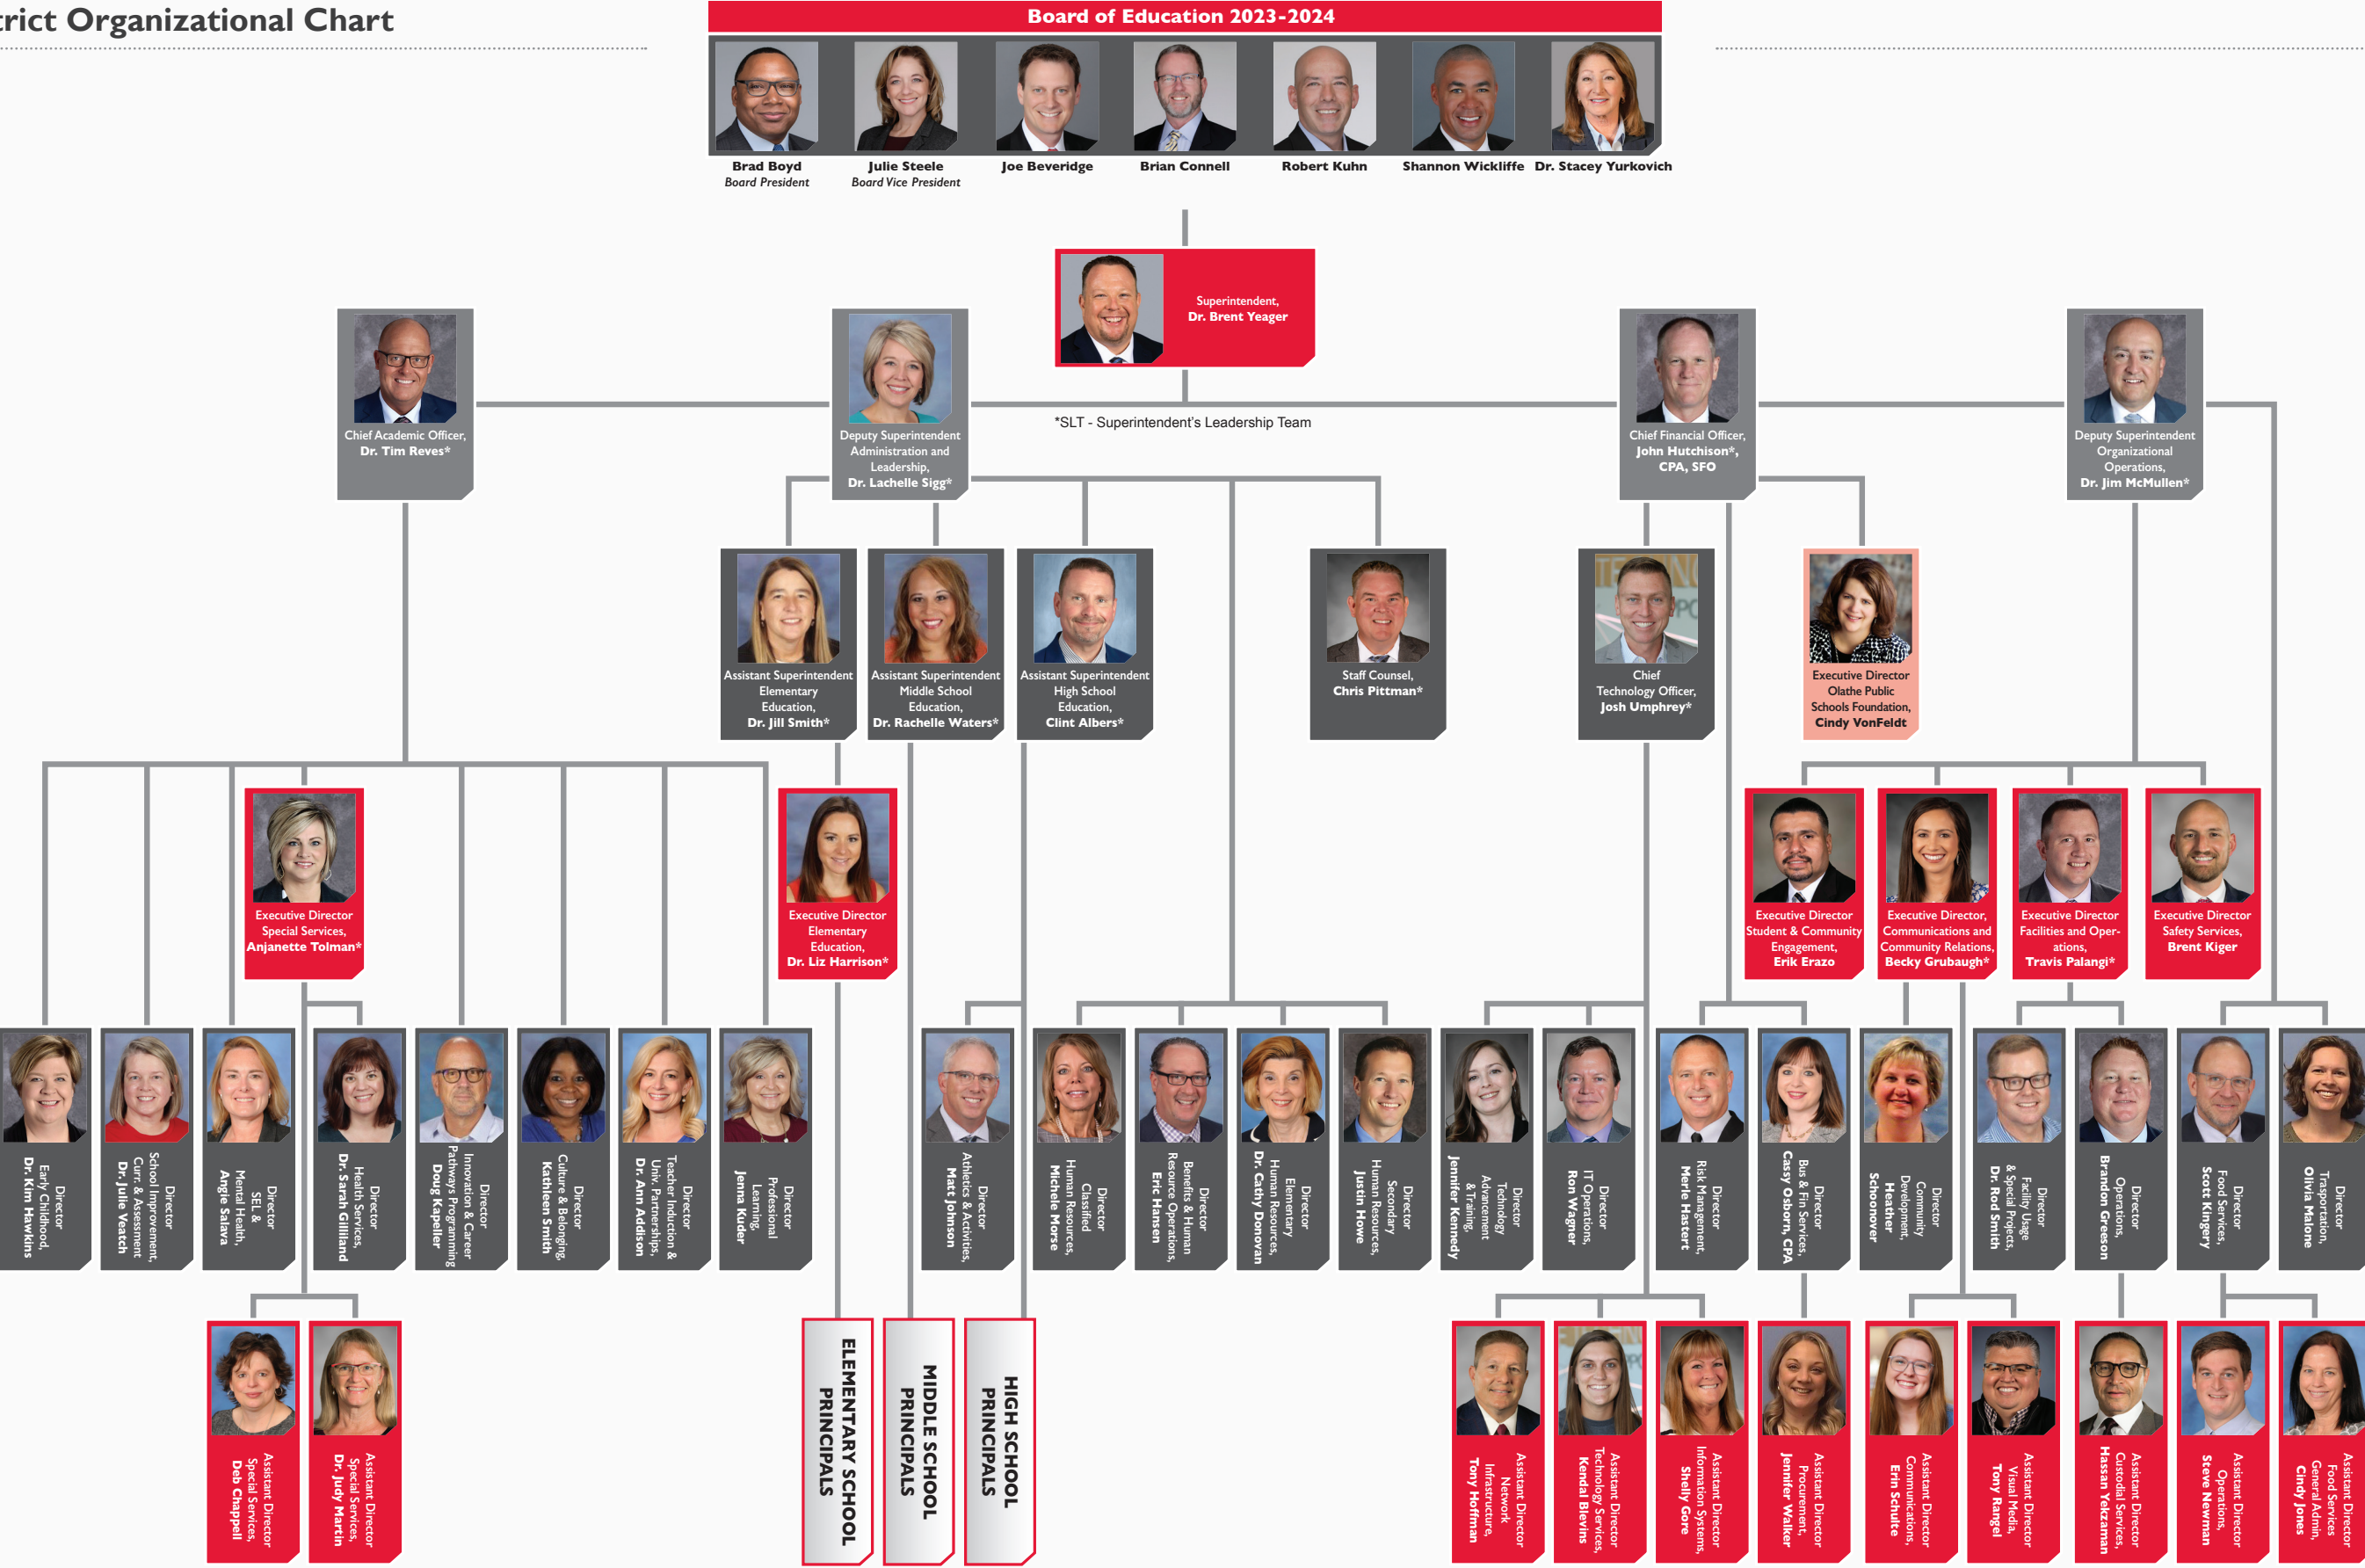 trict Organizational Chart
Board of Education 2023-2024
Brad Boyd
Board President
Julie Steele
Board Vice President
Joe Beveridge
Brian Connell
Robert Kuhn
Shannon Wickliffe
Dr. Stacey Yurkovich
Superintendent,
Dr. Brent Yeager
*SLT - Superintendent's Leadership Team
Chief Academic Officer,
Dr. Tim Reves*
Deputy Superintendent
Administration and
Leadership,
Dr. Lachelle Sigg*
Chief Financial Officer,
John Hutchison*,
CPA, SFO
Deputy Superintendent
Organizational
Operations,
Dr. Jim McMullen*
Assistant Superintendent
Elementary
Education,
Dr. Jill Smith*
Assistant Superintendent
Middle School
Education,
Dr. Rachelle Waters*
Assistant Superintendent
High School
Education,
Clint Albers*
Staff Counsel,
Chris Pittman*
Chief
Technology Officer,
Josh Umphrey*
Executive Director
Olathe Public
Schools Foundation,
Cindy VonFeldt
Executive Director
Special Services,
Anjanette Tolman*
Executive Director
Elementary
Education,
Dr. Liz Harrison*
Executive Director
Student & Community
Engagement,
Erik Erazo
Executive Director,
Communications and
Community Relations,
Becky Grubaugh*
Executive Director
Facilities and Oper-
ations,
Travis Palangi*
Executive Director
Safety Services,
Brent Kiger
Director
Early Childhood,
Dr. Kim Hawkins
Director
School Improvement,
Curr. & Assessment
Dr. Julie Veatch
Director
SEL &
Mental Health,
Angie Salava
Director
Health Services,
Dr. Sarah Gilliland
Director
Innovation & Career
Pathways Programming
Doug Kapeller
Director
Culture & Belonging,
Kathleen Smith
Director
Teacher Induction &
Univ. Partnerships,
Dr. Ann Addison
Director
Professional
Learning,
Jenna Kuder
Director
Athletics & Activities,
Matt Johnson
Director
Classified
Human Resources,
Michele Morse
Director
Benefits & Human
Resource Operations,
Eric Hansen
Director
Elementary
Human Resources,
Dr. Cathy Donovan
Director
Secondary
Human Resources,
Justin Howe
Director
Technology
Advancement
& Training,
Jennifer Kennedy
Director
IT Operations,
Ron Wagner
Director
Risk Management,
Merle Hastert
Director
Bus & Fin Services,
Cassy Osborn, CPA
Director
Community
Development,
Heather
Schoonover
Director
Facility Usage
& Special Projects,
Dr. Rod Smith
Director
Operations,
Brandon Greeson
Director
Food Services,
Scott Kingery
Director
Trasportation,
Olivia Malone
Assistant Director
Special Services,
Deb Chappell
Assistant Director
Special Services,
Dr. Judy Martin
ELEMENTARY SCHOOL
PRINCIPALS
MIDDLE SCHOOL
PRINCIPALS
HIGH SCHOOL
PRINCIPALS
Assistant Director
Network
Infrastructure,
Tony Hoffman
Assistant Director
Technology Services,
Kendal Blevins
Assistant Director
Information Systems,
Shelly Gore
Assistant Director
Procurement,
Jennifer Walker
Assistant Director
Communications,
Erin Schulte
Assistant Director
Visual Media,
Tony Rangel
Assistant Director
Custodial Services,
Hassan Yekzaman
Assistant Director
Operations,
Steve Newman
Assistant Director
Food Services
General Admin,
Cindy Jones